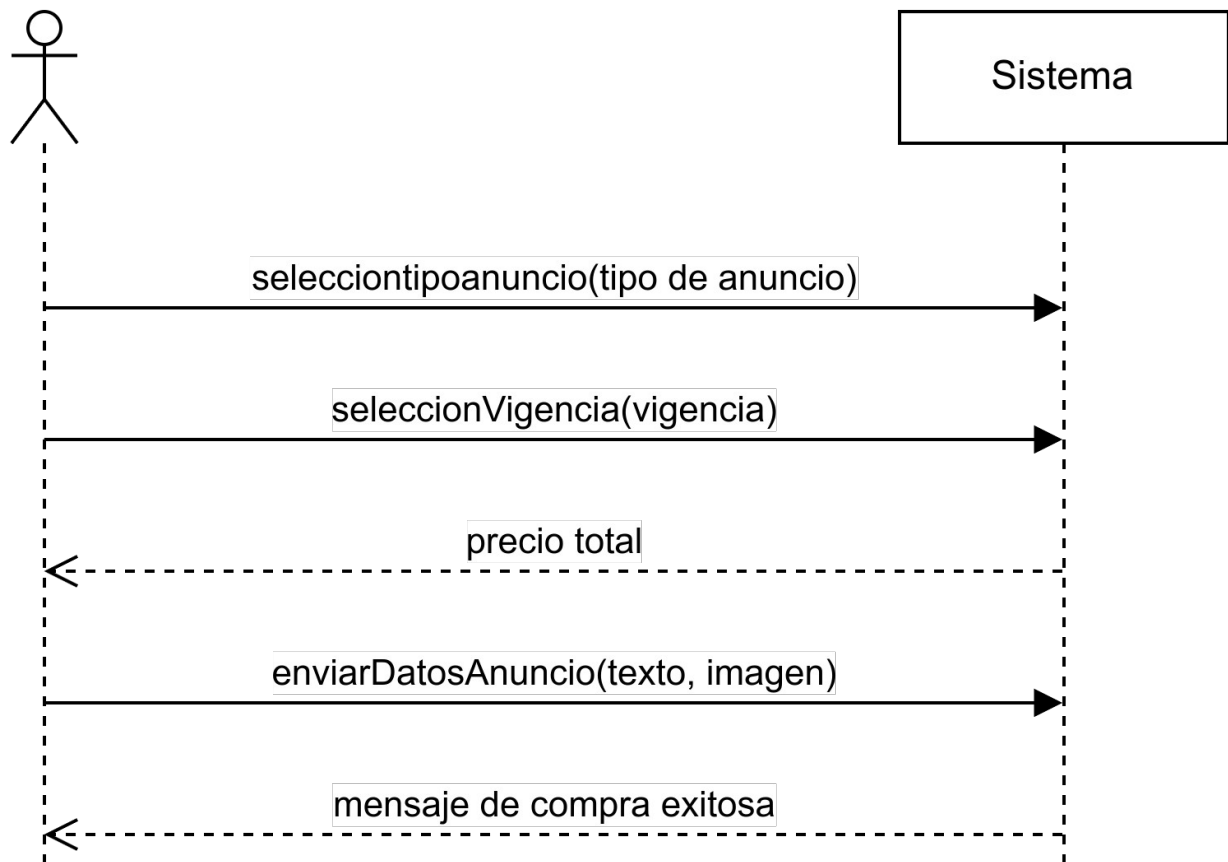 Sistema
selecciontipoanuncio(tipo de anuncio)
seleccionVigencia(vigencia)
precio total
enviarDatosAnuncio(texto, imagen)
mensaje de compra exitosa